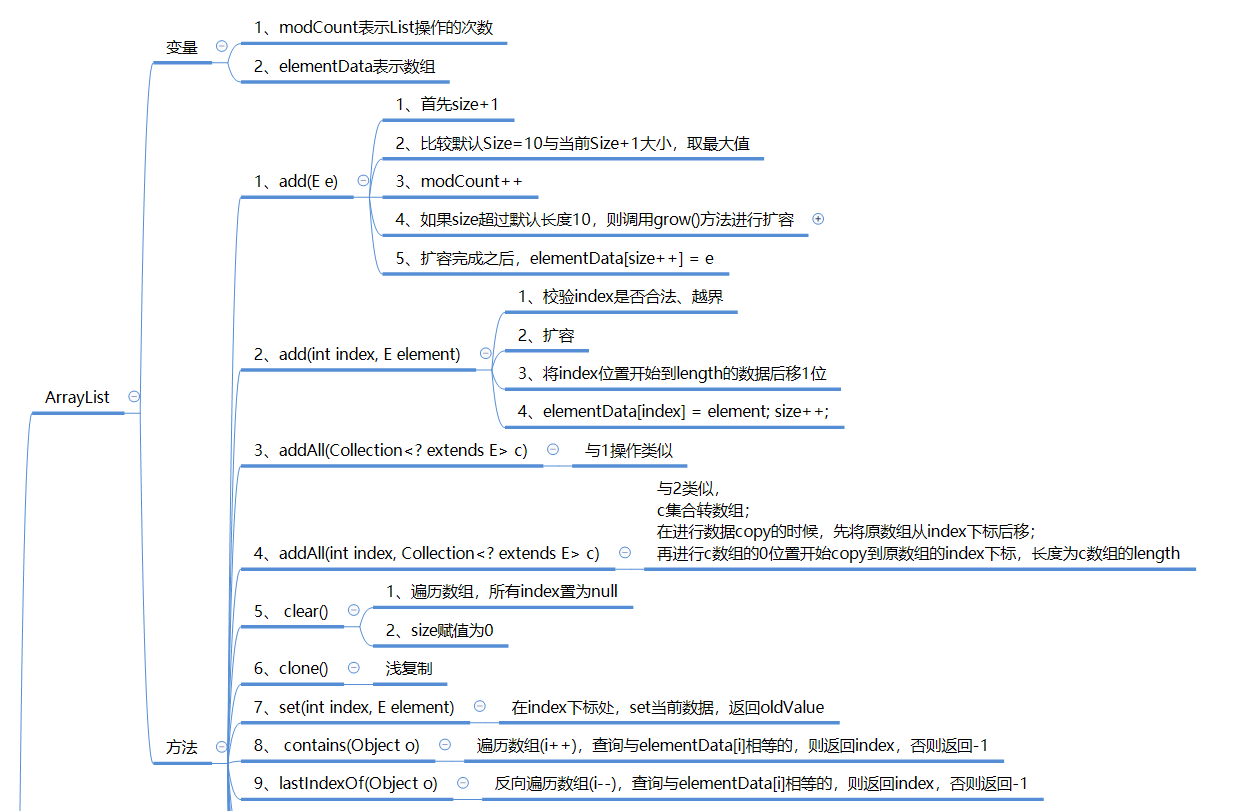 ArrayList
变量
1、modCount表示List操作的次数
2、elementData表示数组
方法
1、add(E e)
1、首先size+1
2、比较默认Size=10与当前Size+1大小，取最大值
3、modCount++
4、如果size超过默认长度10，则调用grow()方法进行扩容
5、扩容完成之后，elementData[size++] = e
2、add(int index, E element)
1、校验index是否合法、越界
2、扩容
3、将index位置开始到length的数据后移1位
4、elementData[index] = element; size++;
3、addAll(Collection<? extends E> c)
与1操作类似
4、addAll(int index, Collection<? extends E> c)
与2类似，
c集合转数组；
在进行数据copy的时候，先将原数组从index下标后移；
再进行c数组的0位置开始copy到原数组的index下标，长度为c数组的length
5、 clear()
1、遍历数组，所有index置为null
2、size赋值为0
6、clone()
浅复制
7、set(int index, E element)
在index下标处，set当前数据，返回oldValue
8、 contains(Object o)
遍历数组(i++)，查询与elementData[i]相等的，则返回index，否则返回-1
9、lastIndexOf(Object o)
反向遍历数组(i--)，查询与elementData[i]相等的，则返回index，否则返回-1